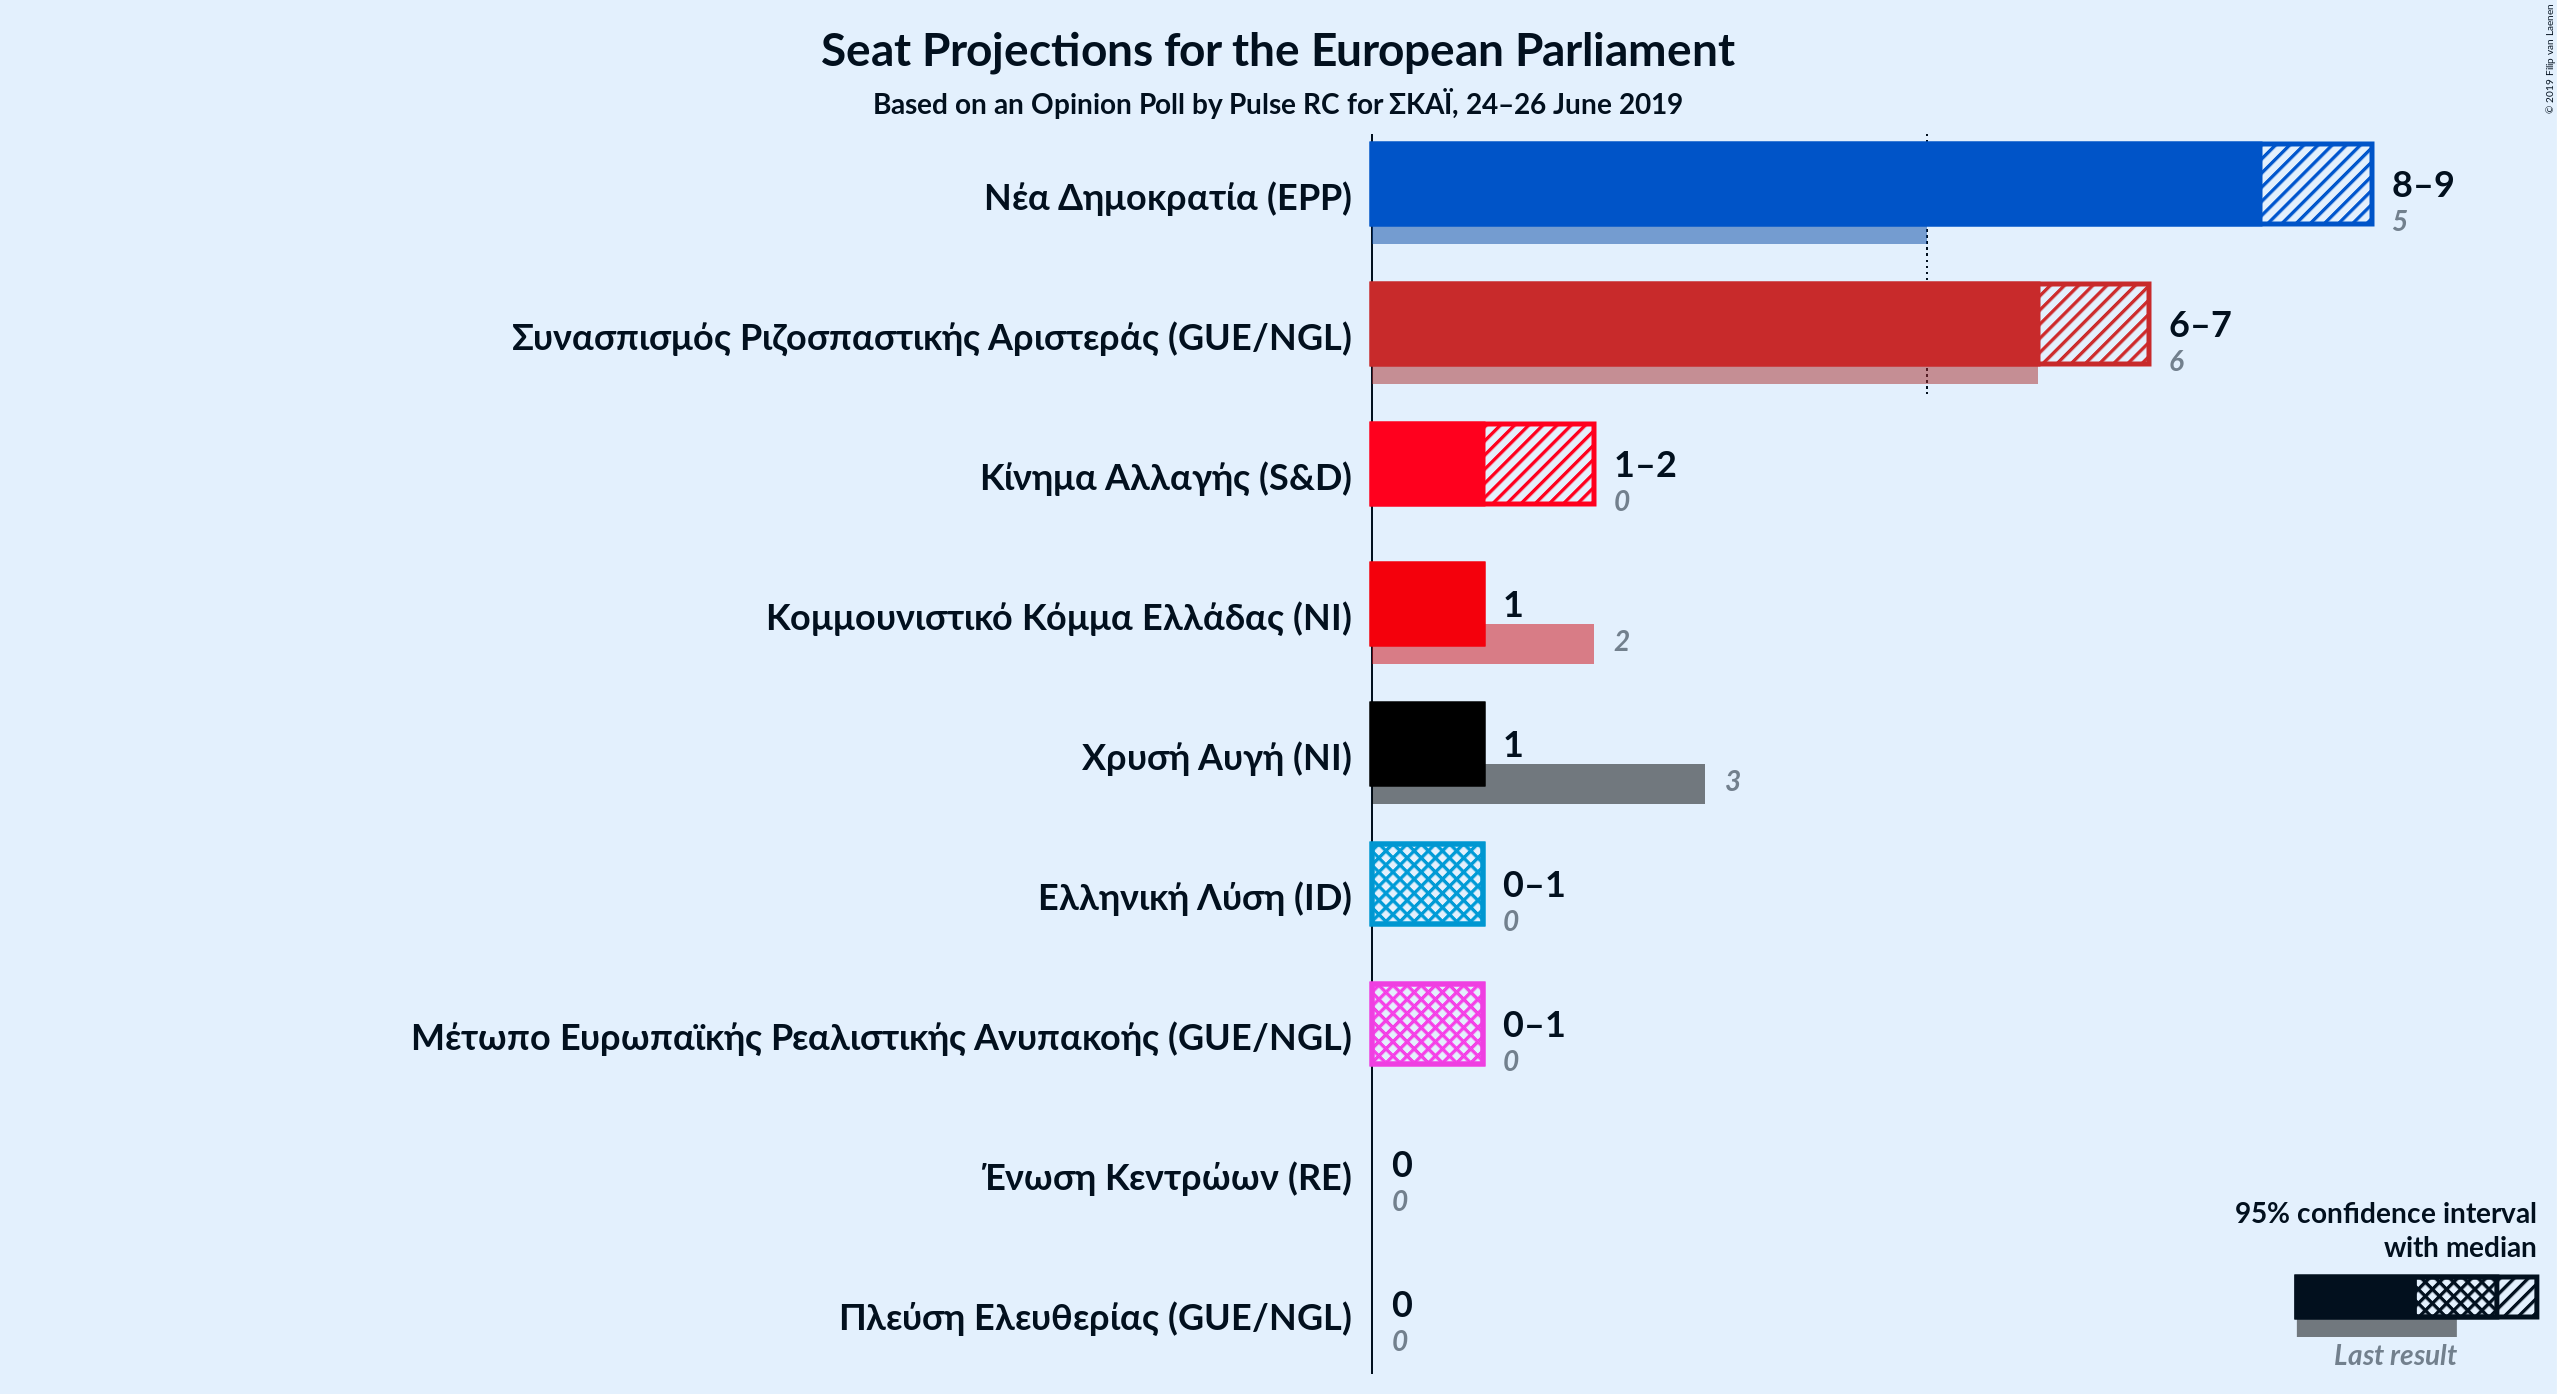 Seat Projections for the European Parliament
Based on an Opinion Poll by Pulse RC for ΣΚΑΪ, 24–26 June 2019
© 2019 Filip van Laenen
Νέα Δημοκρατία (EPP)
8–9
5
Συνασπισμός Ριζοσπαστικής Αριστεράς (GUE/NGL)
6–7
6
Κίνημα Αλλαγής (S&D)
1–2
0
Κομμουνιστικό Κόμμα Ελλάδας (NI)
1
2
Χρυσή Αυγή (NI)
1
3
Ελληνική Λύση (ID)
0–1
0
Μέτωπο Ευρωπαϊκής Ρεαλιστικής Ανυπακοής (GUE/NGL)
0–1
0
Ένωση Κεντρώων (RE)
0
0
Πλεύση Ελευθερίας (GUE/NGL)
0
0
95% confidence interval
with median
Last result